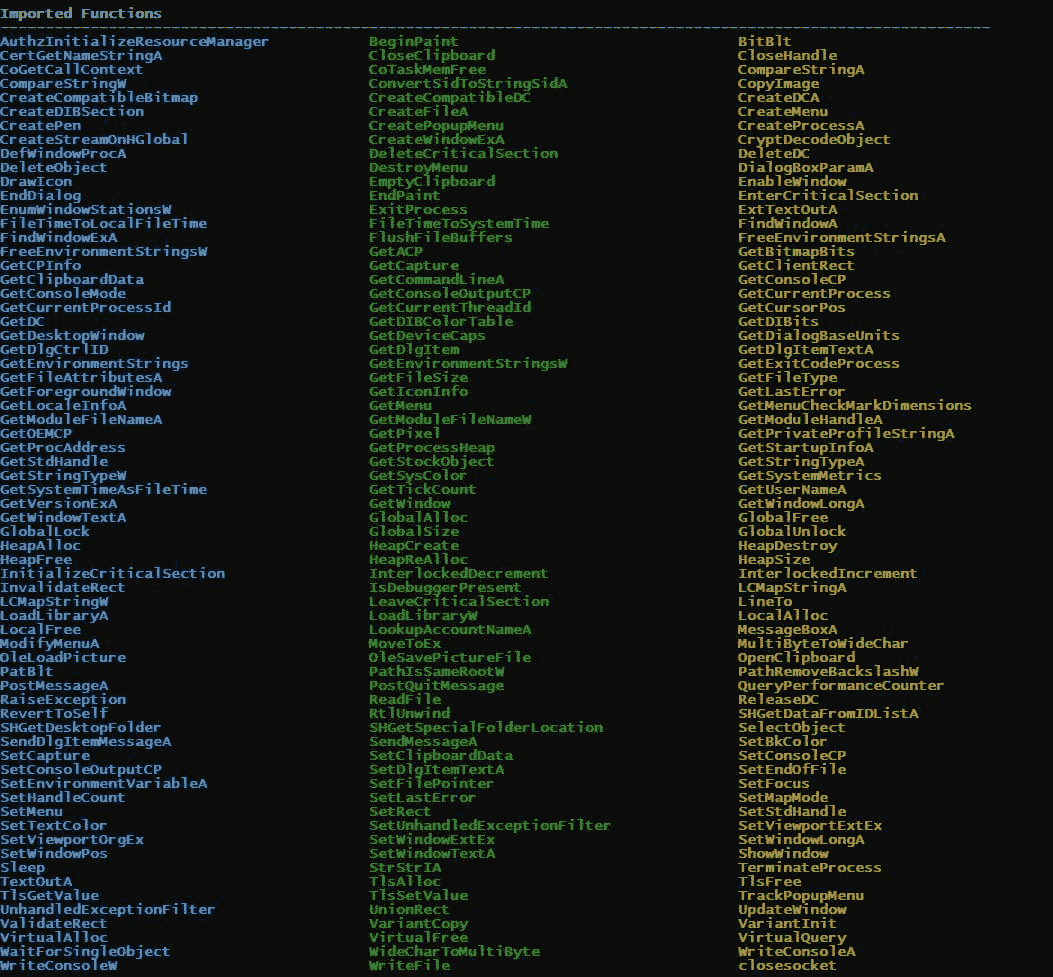 Imported Functions
--------------------------------------------------------------------------------------------------------------
AuthzInitializeResourceManager BeginPaint BitBlt
CertGetNameStringA CloseClipboard CloseHandle
CoGetCallContext CoTaskMemFree CompareStringA
CompareStringW ConvertSidToStringSidA CopyImage
CreateCompatibleBitmap CreateCompatibleDC CreateDCA
CreateDIBSection CreateFileA CreateMenu
CreatePen CreatePopupMenu CreateProcessA
CreateStreamOnHGlobal CreateWindowExA CryptDecodeObject
DefWindowProcA DeleteCriticalSection DeleteDC
DeleteObject DestroyMenu DialogBoxParamA
DrawIcon EmptyClipboard EnableWindow
EndDialog EndPaint EnterCriticalSection
EnumWindowStationsW ExitProcess ExtTextOutA
FileTimeToLocalFileTime FileTimeToSystemTime FindWindowA
FindWindowExA FlushFileBuffers FreeEnvironmentStringsA
FreeEnvironmentStringsW GetACP GetBitmapBits
GetCPInfo GetCapture GetClientRect
GetClipboardData GetCommandLineA GetConsoleCP
GetConsoleMode GetConsoleOutputCP GetCurrentProcess
GetCurrentProcessId GetCurrentThreadId GetCursorPos
GetDC GetDIBColorTable GetDIBits
GetDesktopWindow GetDeviceCaps GetDialogBaseUnits
GetDlgCtrlID GetDlgItem GetDlgItemTextA
GetEnvironmentStrings GetEnvironmentStringsW GetExitCodeProcess
GetFileAttributesA GetFileSize GetFileType
GetForegroundWindow GetIconInfo GetLastError
GetLocaleInfoA GetMenu GetMenuCheckMarkDimensions
GetModuleFileNameA GetModuleFileNameW GetModuleHandleA
GetOEMCP GetPixel GetPrivateProfileStringA
GetProcAddress GetProcessHeap GetStartupInfoA
GetStdHandle GetStockObject GetStringTypeA
GetStringTypeW GetSysColor GetSystemMetrics
GetSystemTimeAsFileTime GetTickCount GetUserNameA
GetVersionExA GetWindow GetWindowLongA
GetWindowTextA GlobalAlloc GlobalFree
GlobalLock GlobalSize GlobalUnlock
HeapAlloc HeapCreate HeapDestroy
HeapFree HeapReAlloc HeapSize
InitializeCriticalSection InterlockedDecrement InterlockedIncrement
InvalidateRect IsDebuggerPresent LCMapStringA
LCMapStringW LeaveCriticalSection LineTo
LoadLibraryA LoadLibraryW LocalAlloc
LocalFree LookupAccountNameA MessageBoxA
ModifyMenuA MoveToEx MultiByteToWideChar
OleLoadPicture OleSavePictureFile OpenClipboard
PatBlt PathIsSameRootW PathRemoveBackslashW
PostMessageA PostQuitMessage QueryPerformanceCounter
RaiseException ReadFile ReleaseDC
RevertToSelf RtlUnwind SHGetDataFromIDListA
SHGetDesktopFolder SHGetSpecialFolderLocation SelectObject
SendDlgItemMessageA SendMessageA SetBkColor
SetCapture SetClipboardData SetConsoleCP
SetConsoleOutputCP SetDlgItemTextA SetEndOfFile
SetEnvironmentVariableA SetFilePointer SetFocus
SetHandleCount SetLastError SetMapMode
SetMenu SetRect SetStdHandle
SetTextColor SetUnhandledExceptionFilter SetViewportExtEx
SetViewportOrgEx SetWindowExtEx SetWindowLongA
SetWindowPos SetWindowTextA ShowWindow
Sleep StrStrIA TerminateProcess
TextOutA TlsAlloc TlsFree
TlsGetValue TlsSetValue TrackPopupMenu
UnhandledExceptionFilter UnionRect UpdateWindow
ValidateRect VariantCopy VariantInit
VirtualAlloc VirtualFree VirtualQuery
WaitForSingleObject WideCharToMultiByte WriteConsoleA
WriteConsoleW WriteFile closesocket